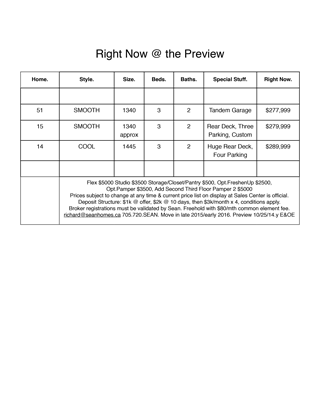 Right Now @ the Preview
Home. Style. Size. Beds. Baths. Special Stuff. Right Now.
51 SMOOTH 1340 3 2 Tandem Garage $277,999
15 SMOOTH 1340 approx 3 2 Rear Deck, Three Parking, Custom $279,999
14 COOL 1445 3 2 Huge Rear Deck, Four Parking $289,999
Flex $5000 Studio $3500 Storage/Closet/Pantry $500, Opt.FreshenUp $2500,
Opt.Pamper $3500, Add Second Third Floor Pamper 2 $5000
Prices subject to change at any time & current price list on display at Sales Center is official.
Deposit Structure: $1k @ offer, $2k @ 10 days, then $3k/month x 4, conditions apply.
Broker registrations must be validated by Sean. Freehold with $80/mth common element fee.
richard@seanhomes.ca 705.720.SEAN. Move in late 2015/early 2016. Preview 10/25/14.y E&OE